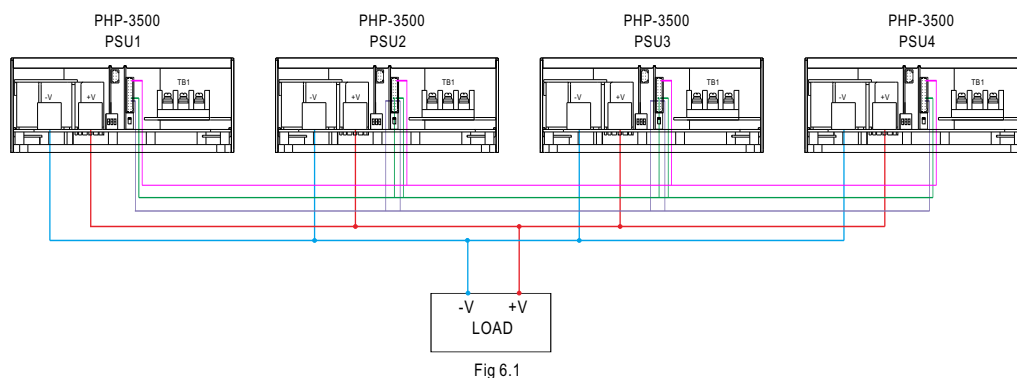 PHP-3500 PHP-3500 PHP-3500 PHP-3500
PSU1 PSU2 PSU3 PSU4
TB1 TB1 TB1 TB1
-V +V -V +V -V +V -V +V
-V +V
LOAD
Fig 6.1